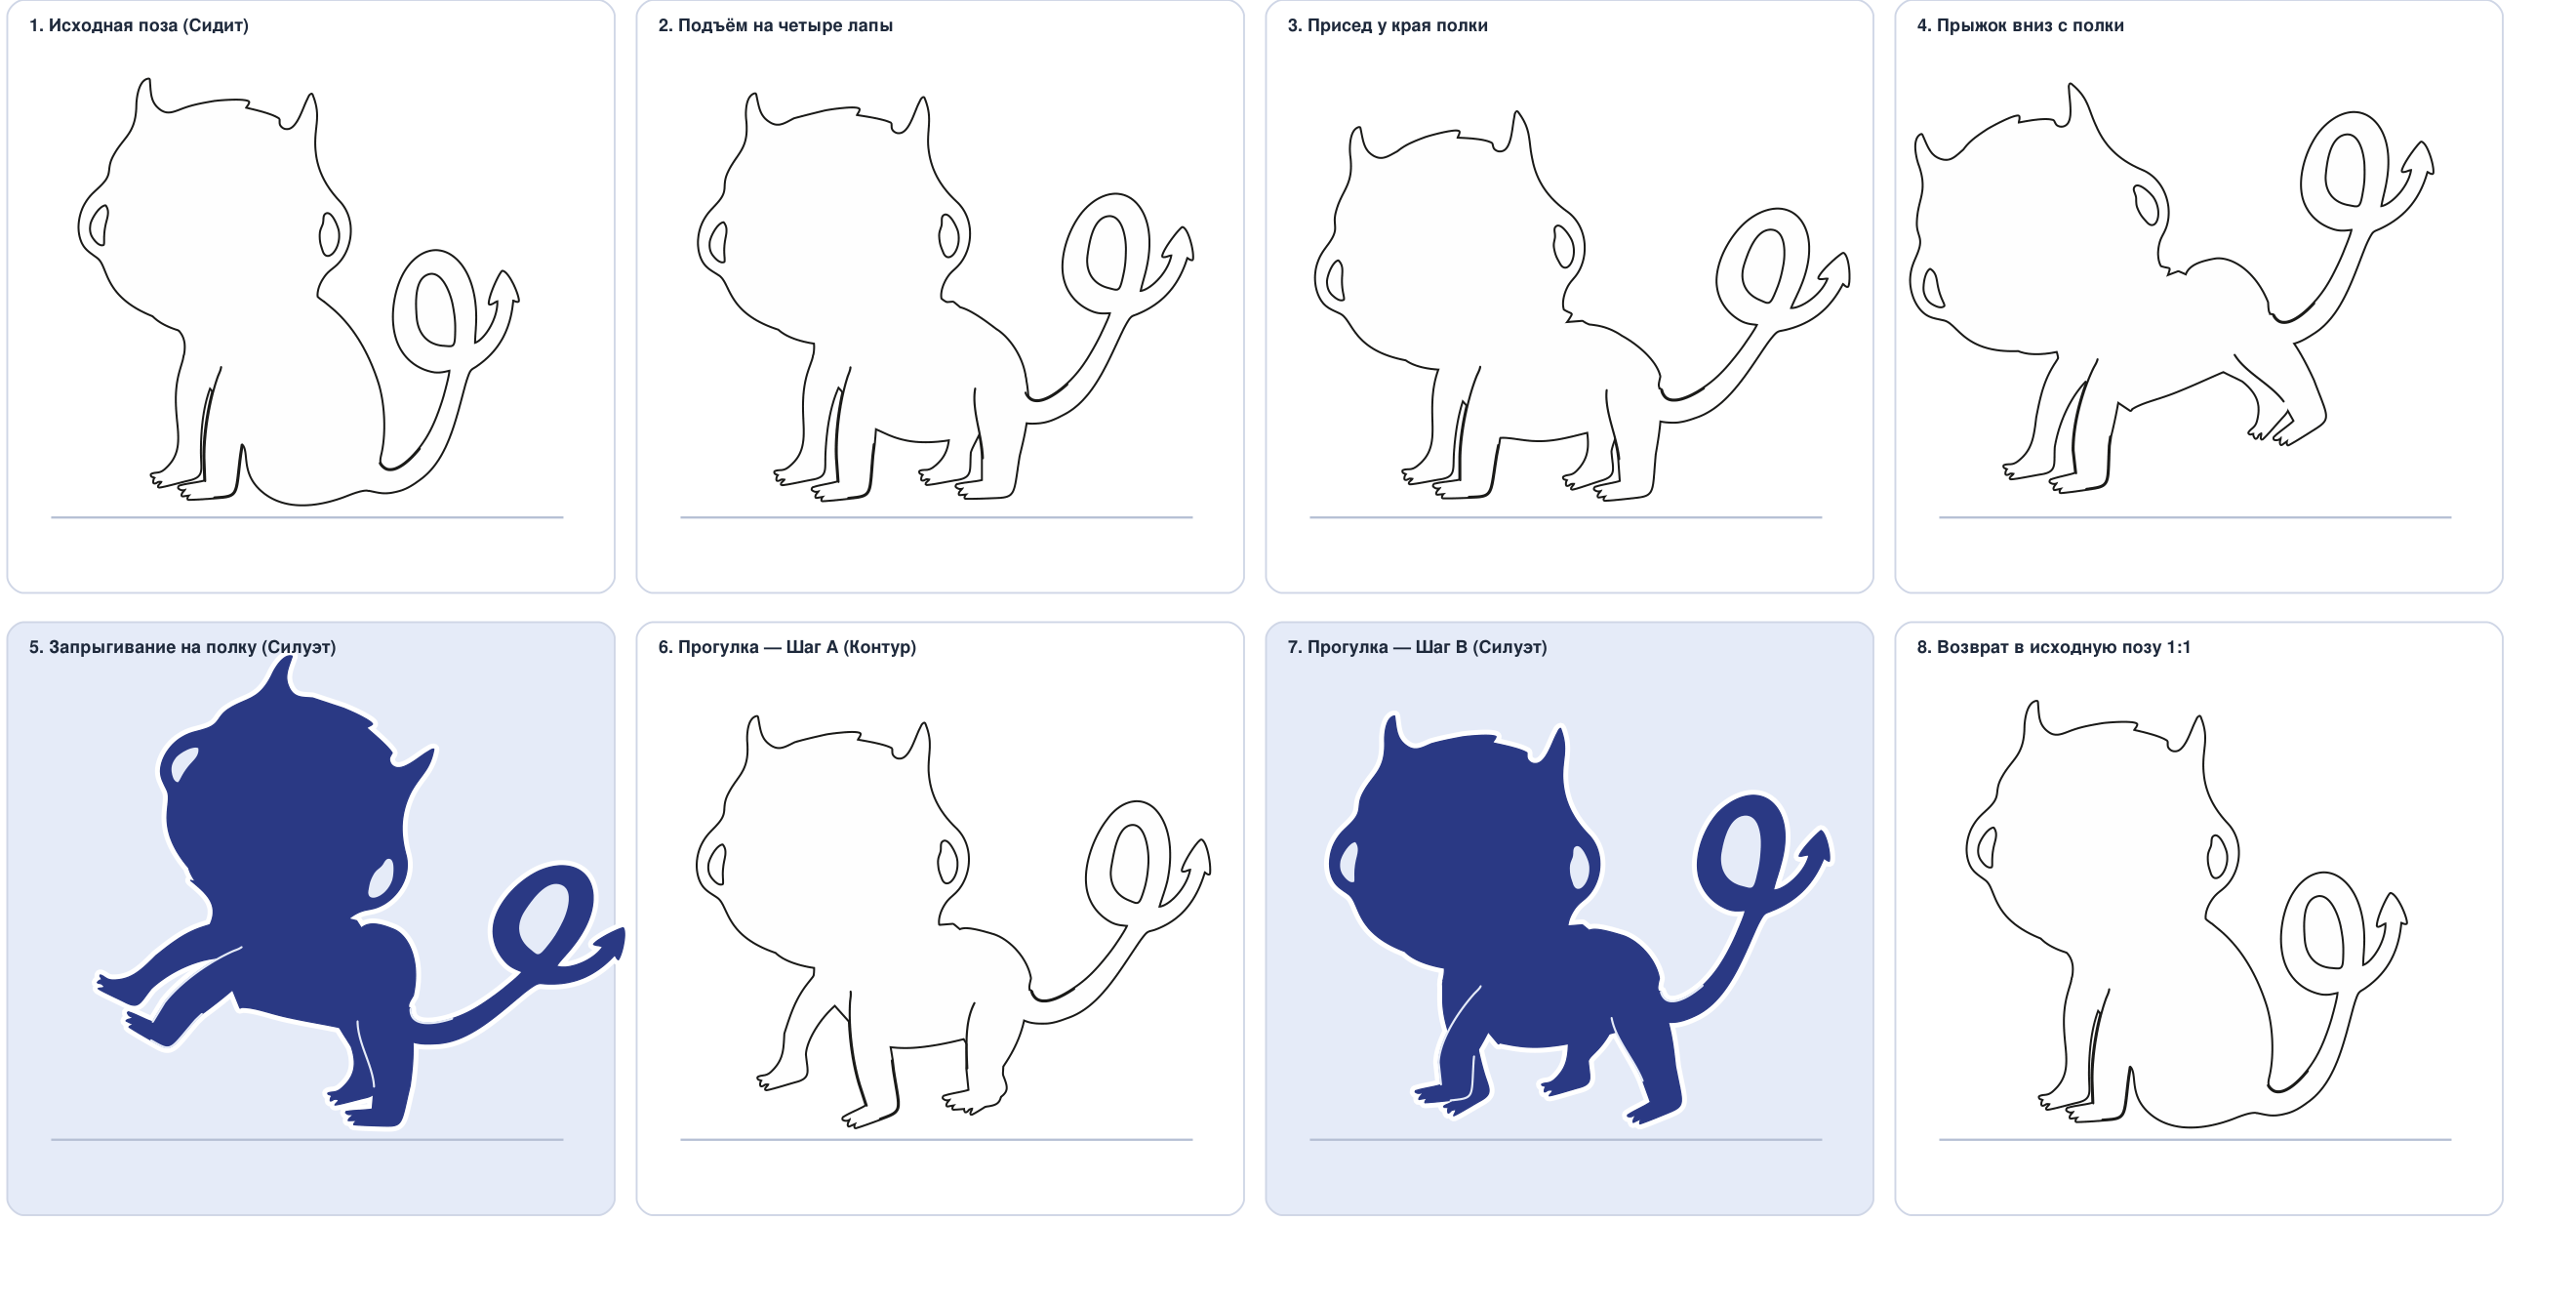 1. Исходная поза (Сидит)
2. Подъём на четыре лапы
3. Присед у края полки
4. Прыжок вниз с полки
5. Запрыгивание на полку (Силуэт)
6. Прогулка — Шаг А (Контур)
7. Прогулка — Шаг В (Силуэт)
8. Возврат в исходную позу 1:1